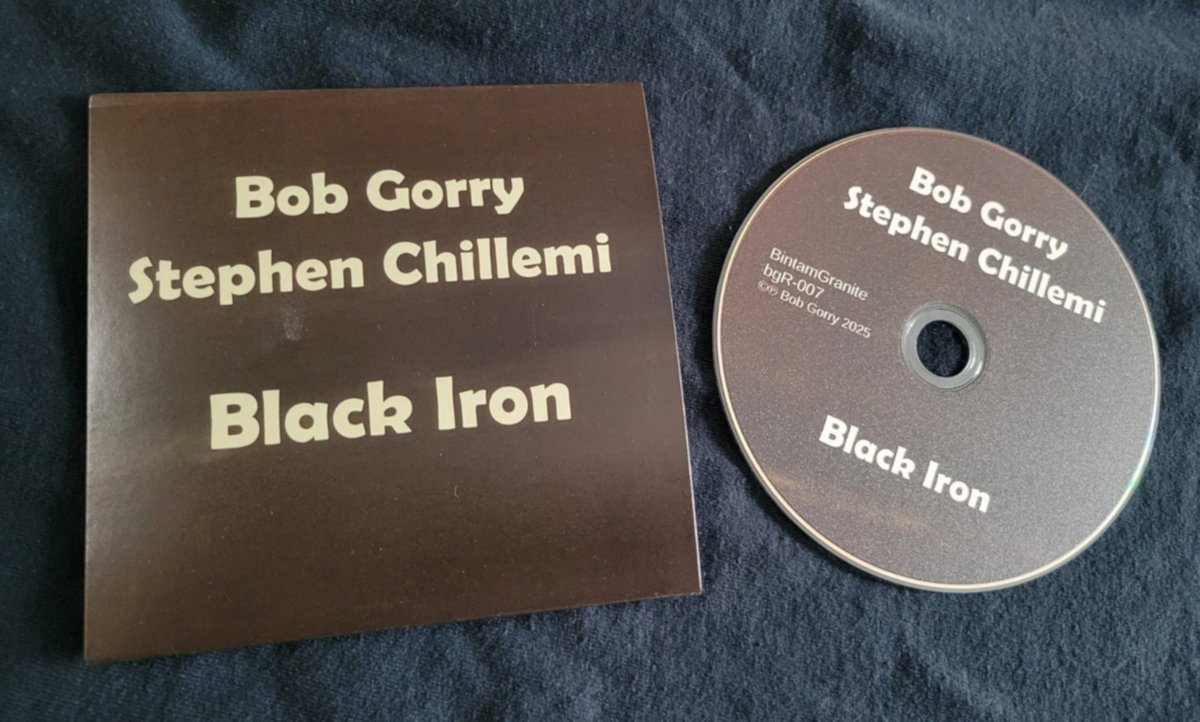 Bob Gorry
Stephen Chillemi
Black Iron
Bob Gorry
Stephen Chillemi
BintamGranite
bgR-007
©℗ Bob Gorry 2025
Black Iron